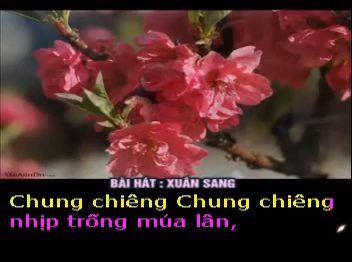 BÀI HÁT : XUÂN SANG
Chung chiêng Chung chiêng
nhịp trống múa lân,